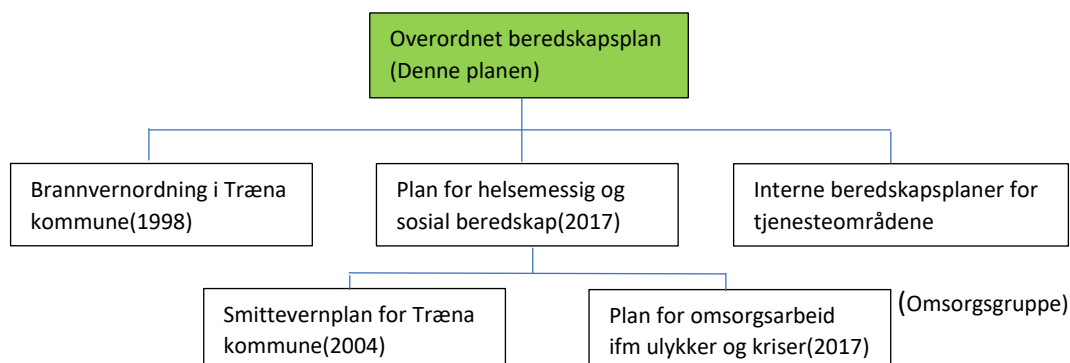 Overordnet beredskapsplan
(Denne planen)
Brannvernordning i Træna
kommune(1998)
Plan for helsemessig og
sosial beredskap(2017)
Interne beredskapsplaner for
tjenesteområdene
Smittevernplan for Træna
kommune(2004)
Plan for omsorgsarbeid
ifm ulykker og kriser(2017)
(Omsorgsgruppe)